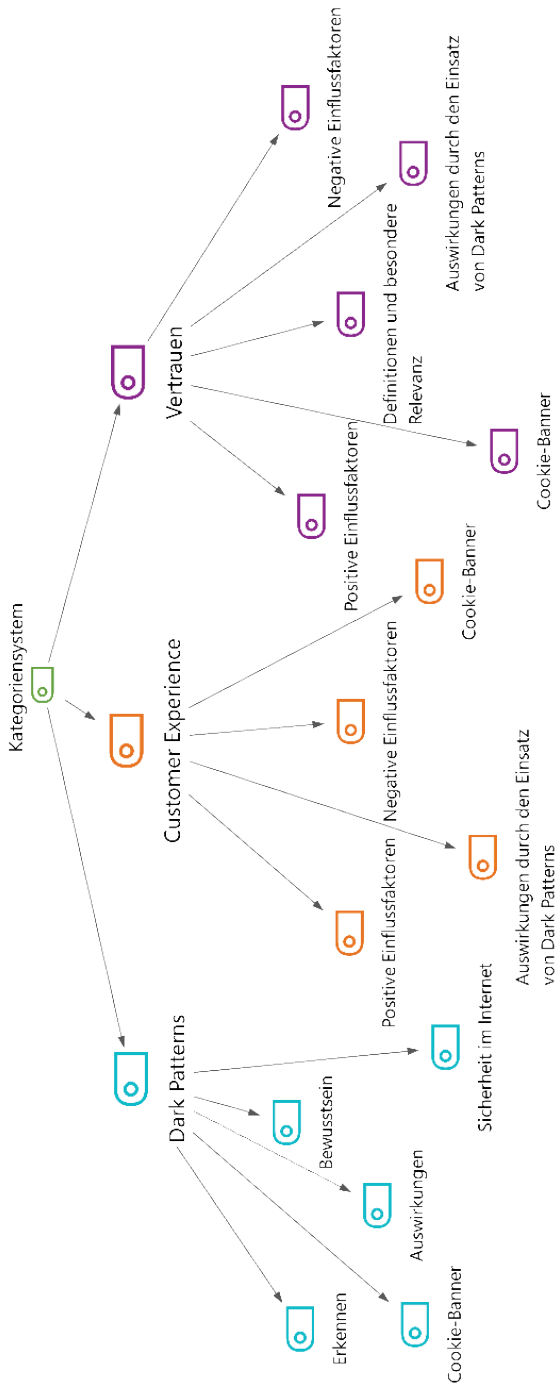 Kategoriensystem
Dark Patterns
Customer Experience
Vertrauen
Erkennen
Cookie-Banner
Auswirkungen
Bewusstsein
Sicherheit im Internet
Positive Einflussfaktoren
Auswirkungen durch den Einsatz
von Dark Patterns
Negative Einflussfaktoren
Cookie-Banner
Positive Einflussfaktoren
Cookie-Banner
Definitionen und besondere
Relevanz
Auswirkungen durch den Einsatz
von Dark Patterns
Negative Einflussfaktoren